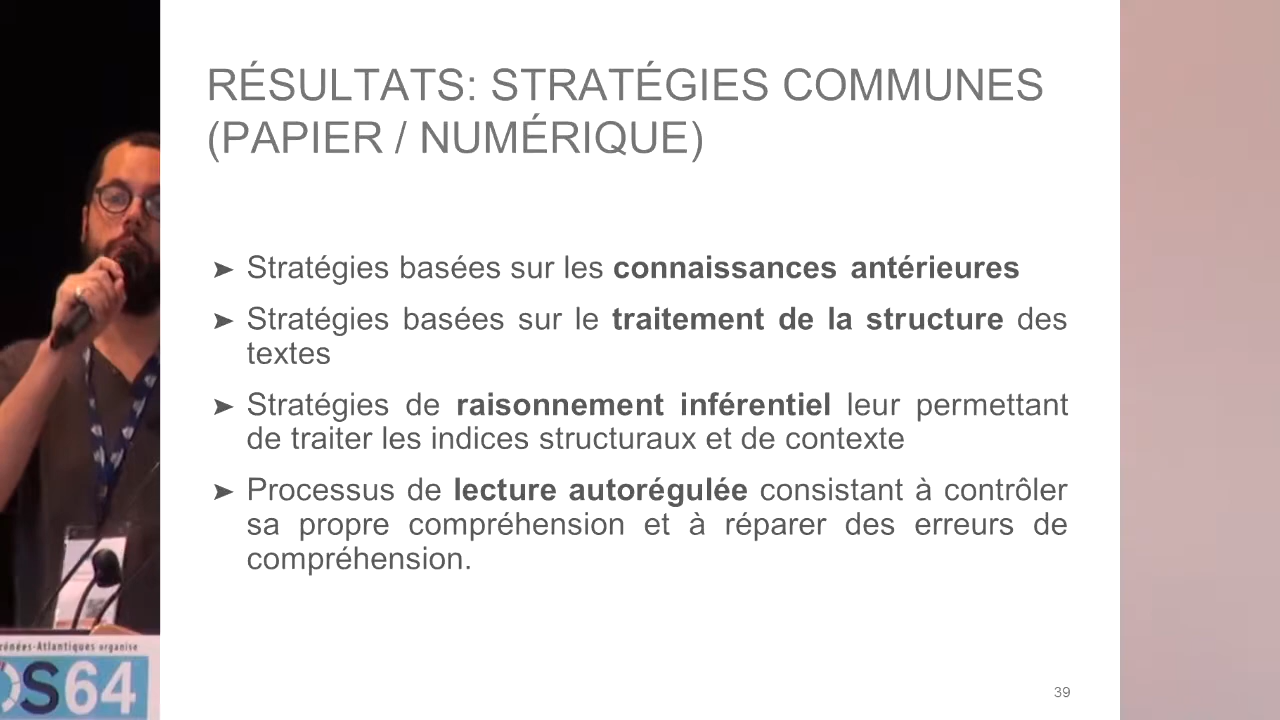 RÉSULTATS: STRATÉGIES COMMUNES
(PAPIER / NUMÉRIQUE)
➤ Stratégies basées sur les connaissances antérieures
➤ Stratégies basées sur le traitement de la structure des
textes
➤ Stratégies de raisonnement inférentiel leur permettant
de traiter les indices structuraux et de contexte
➤ Processus de lecture autorégulée consistant à contrôler
sa propre compréhension et à réparer des erreurs de
compréhension.
39
rénées-Atlantiques organise
OS64